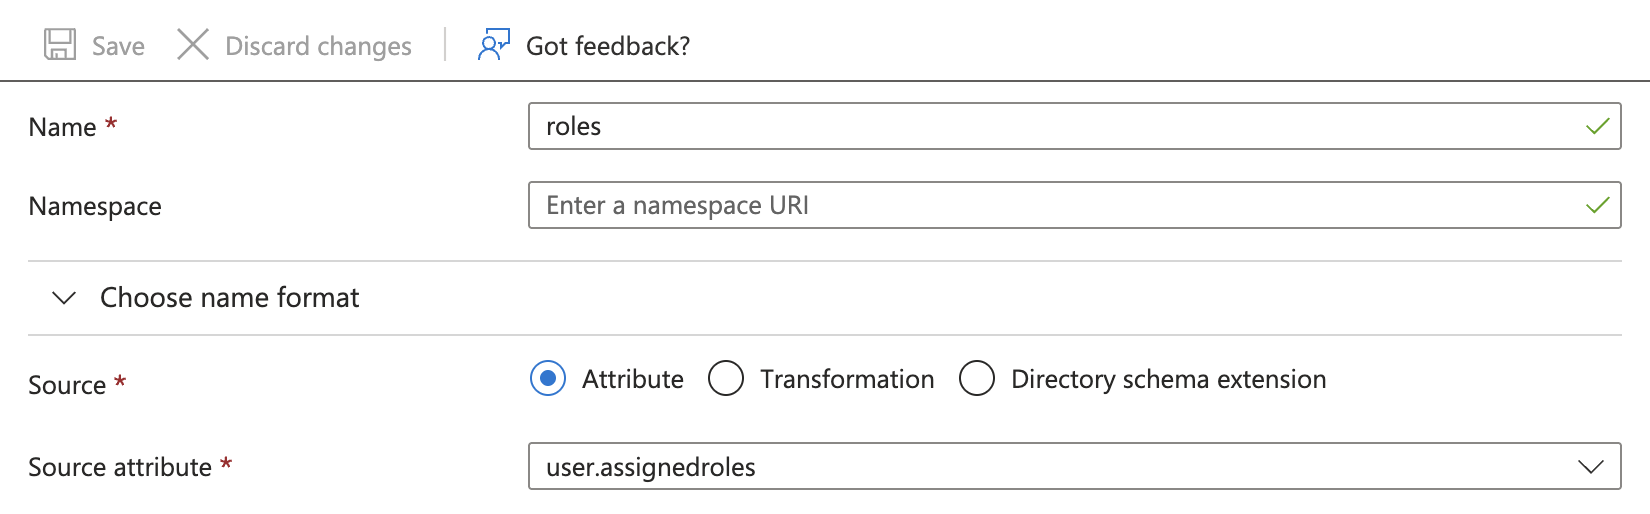 Save Discard changes Got feedback?
Name * roles
Namespace Enter a namespace URI
Choose name format
Source * Attribute Transformation Directory schema extension
Source attribute * user.assignedroles